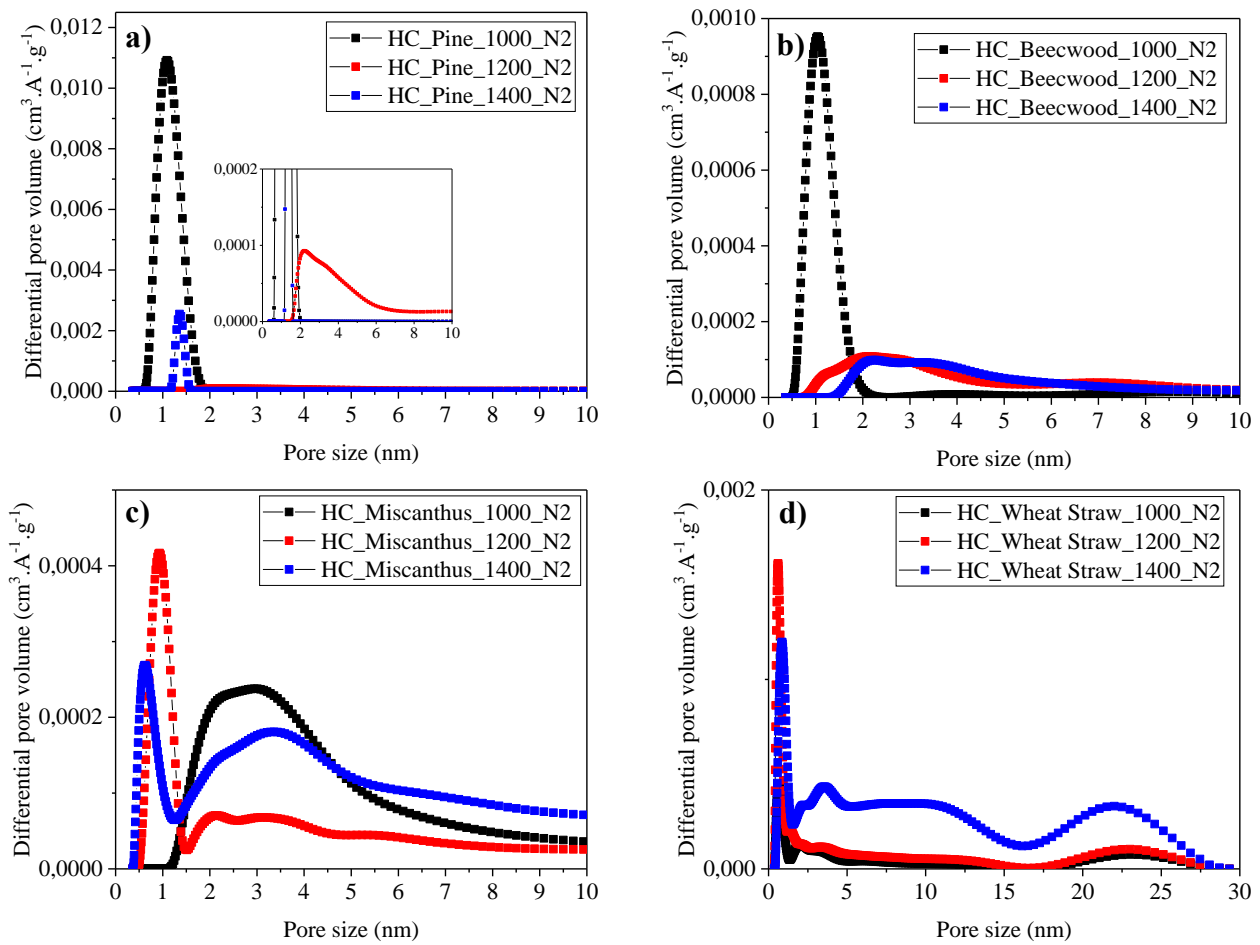 a)
HC_Pine_1000_N2
HC_Pine_1200_N2
HC_Pine_1400_N2
Differential pore volume (cm³.A⁻¹.g⁻¹)
0,012
0,010
0,008
0,006
0,004
0,002
0,000
0,0002
0,0001
0,0000
0 2 4 6 8 10
0 1 2 3 4 5 6 7 8 9 10
Pore size (nm)
b)
HC_Beecwood_1000_N2
HC_Beecwood_1200_N2
HC_Beecwood_1400_N2
Differential pore volume (cm³.A⁻¹.g⁻¹)
0,0010
0,0008
0,0006
0,0004
0,0002
0,0000
0 1 2 3 4 5 6 7 8 9 10
Pore size (nm)
c)
HC_Miscanthus_1000_N2
HC_Miscanthus_1200_N2
HC_Miscanthus_1400_N2
Differential pore volume (cm³.A⁻¹.g⁻¹)
0,0004
0,0002
0,0000
0 1 2 3 4 5 6 7 8 9 10
Pore size (nm)
d)
HC_Wheat Straw_1000_N2
HC_Wheat Straw_1200_N2
HC_Wheat Straw_1400_N2
Differential pore volume (cm³.A⁻¹.g⁻¹)
0,002
0,000
0 5 10 15 20 25 30
Pore size (nm)